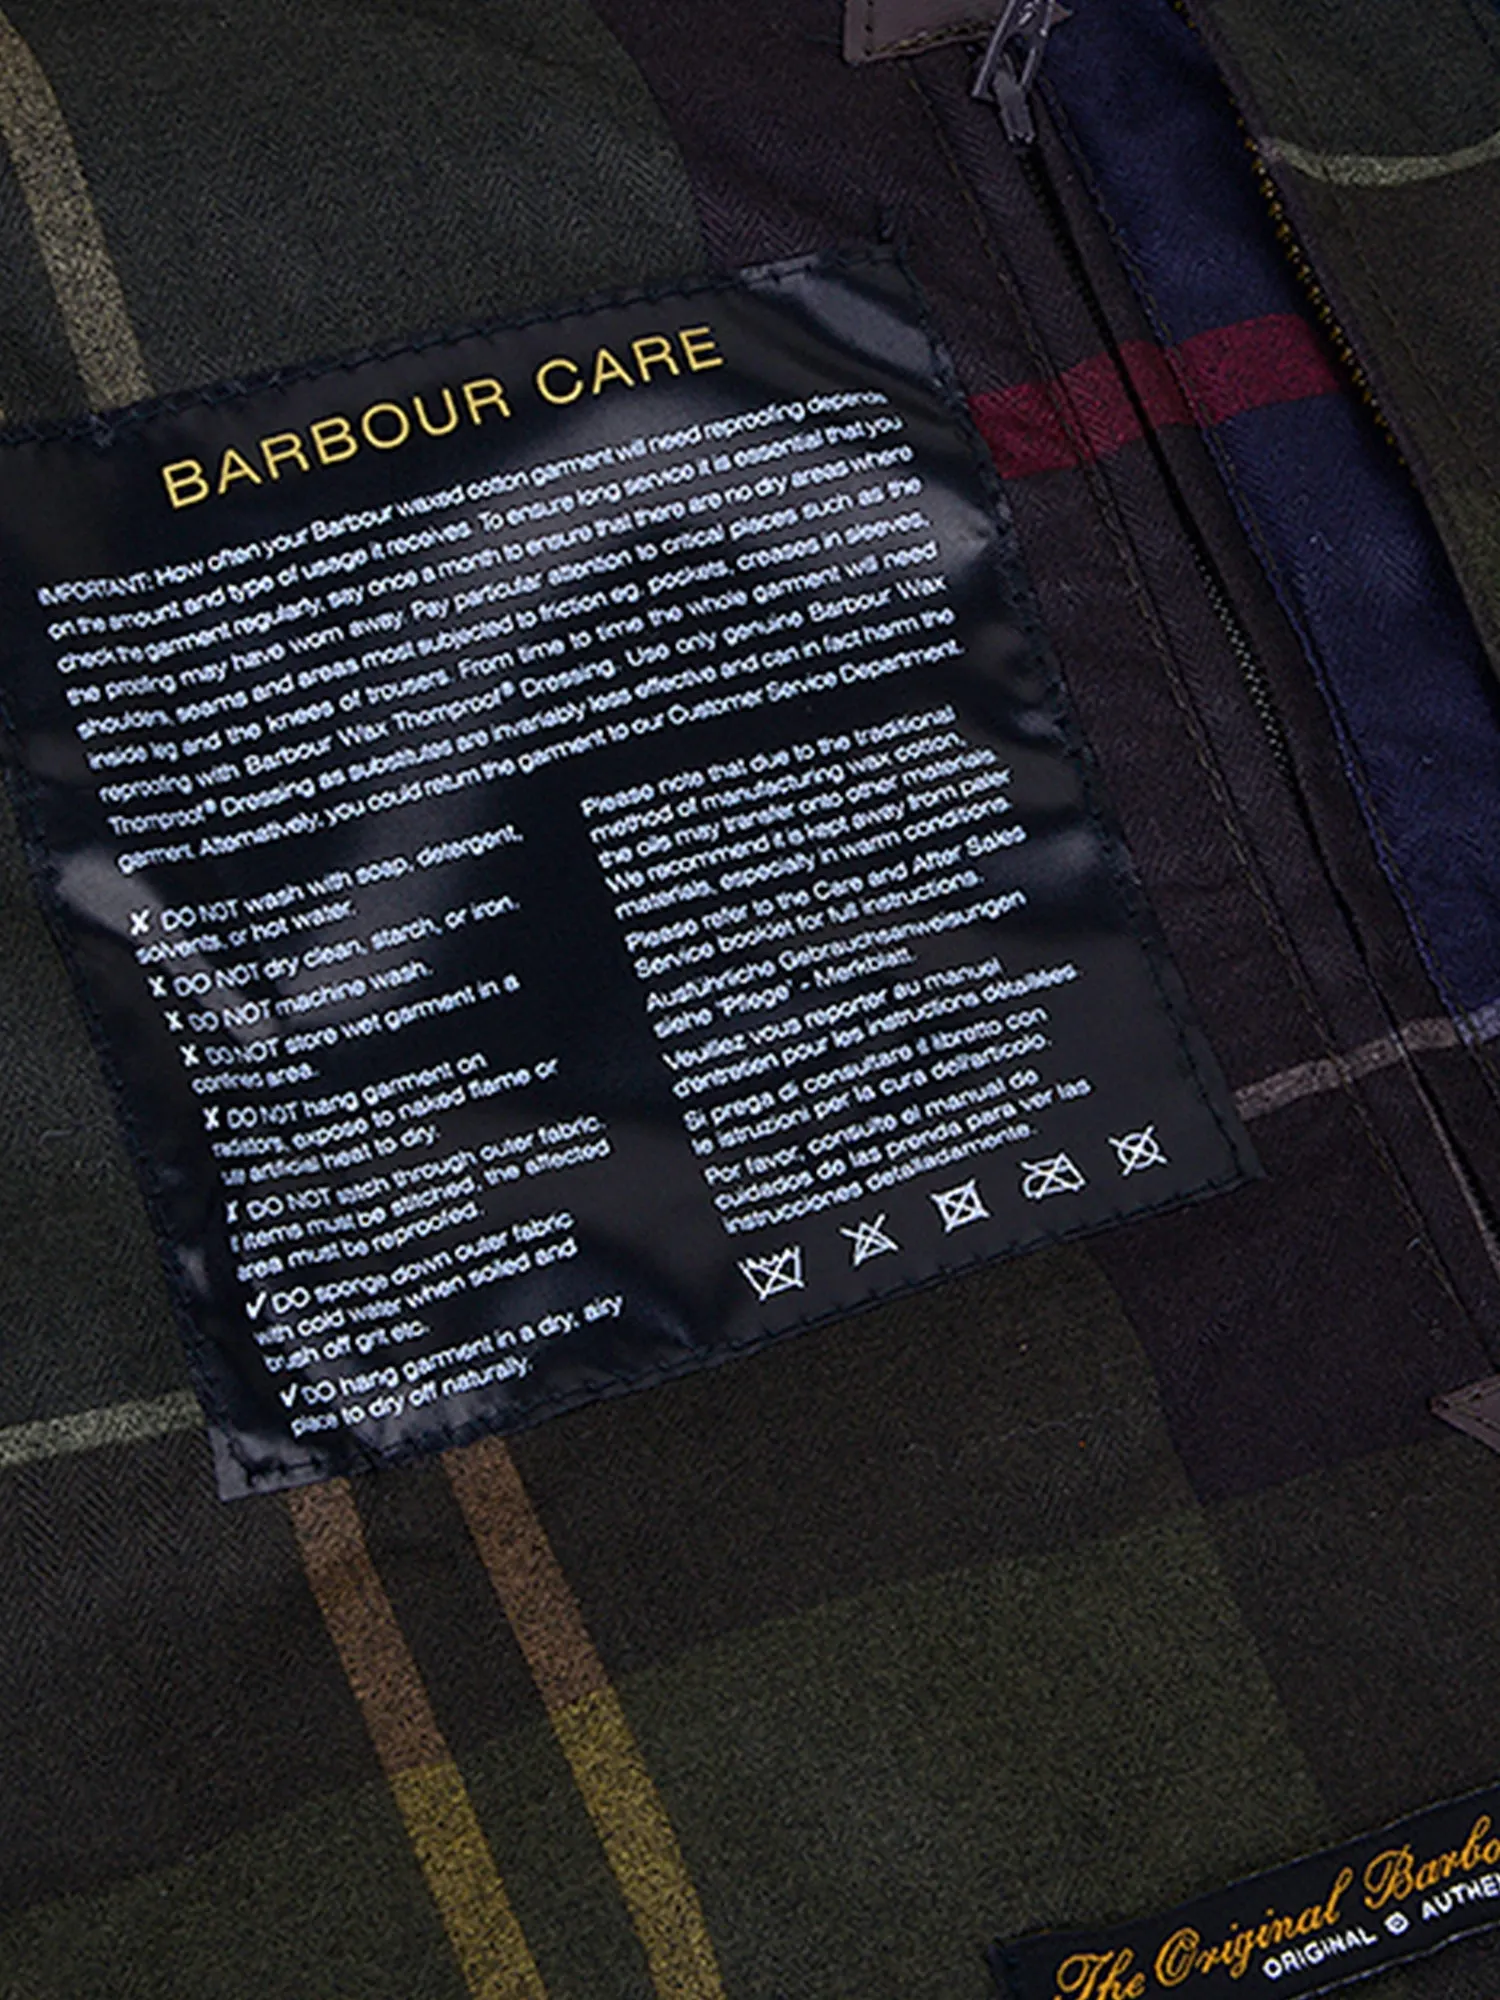 BARBOUR CARE
IMPORTANT: How often your Barbour waxed cotton garment will need reproofing depends
on the amount and type of usage it receives. To ensure long service it is essential that you
check the garment regularly, say once a month to ensure that there are no dry areas where
the proofing may have worn away. Pay particular attention to critical places such as the
shoulders, seams and areas most subjected to friction eg. pockets, creases in sleeves,
inside leg and the knees of trousers. From time to time the whole garment will need
reproofing with Barbour Wax Thornproof® Dressing. Use only genuine Barbour Wax
Thornproof® Dressing as substitutes are invariably less effective and can in fact harm the
garment. Alternatively, you could return the garment to our Customer Service Department.
✗ DO NOT wash with soap, detergent,
solvents, or hot water.
✗ DO NOT dry clean, starch, or iron.
✗ DO NOT machine wash.
✗ DO NOT store wet garment in a
confined area.
✗ DO NOT hang garment on
radiators, expose to naked flame or
use artificial heat to dry.
✗ DO NOT stitch through outer fabric.
If items must be stitched, the affected
area must be reproofed.
✓ DO sponge down outer fabric
with cold water when soiled and
brush off grit etc.
✓ DO hang garment in a dry, airy
place to dry off naturally.
Please note that due to the traditional
method of manufacturing wax cotton,
the oils may transfer onto other materials.
We recommend it is kept away from paler
materials, especially in warm conditions.
Please refer to the Care and After Sales
Service booklet for full instructions.
Ausführliche Gebrauchsanweisungen
siehe "Pflege" - Merkblatt.
Veuillez vous reporter au manuel
d'entretien pour les instructions détaillées
Si prega di consultare il libretto con
le istruzioni per la cura dell'articolo.
Por favor, consulte el manual de
cuidados de las prenda para ver las
instrucciones detalladamente.
The Original Barbo
ORIGINAL & AUTHE